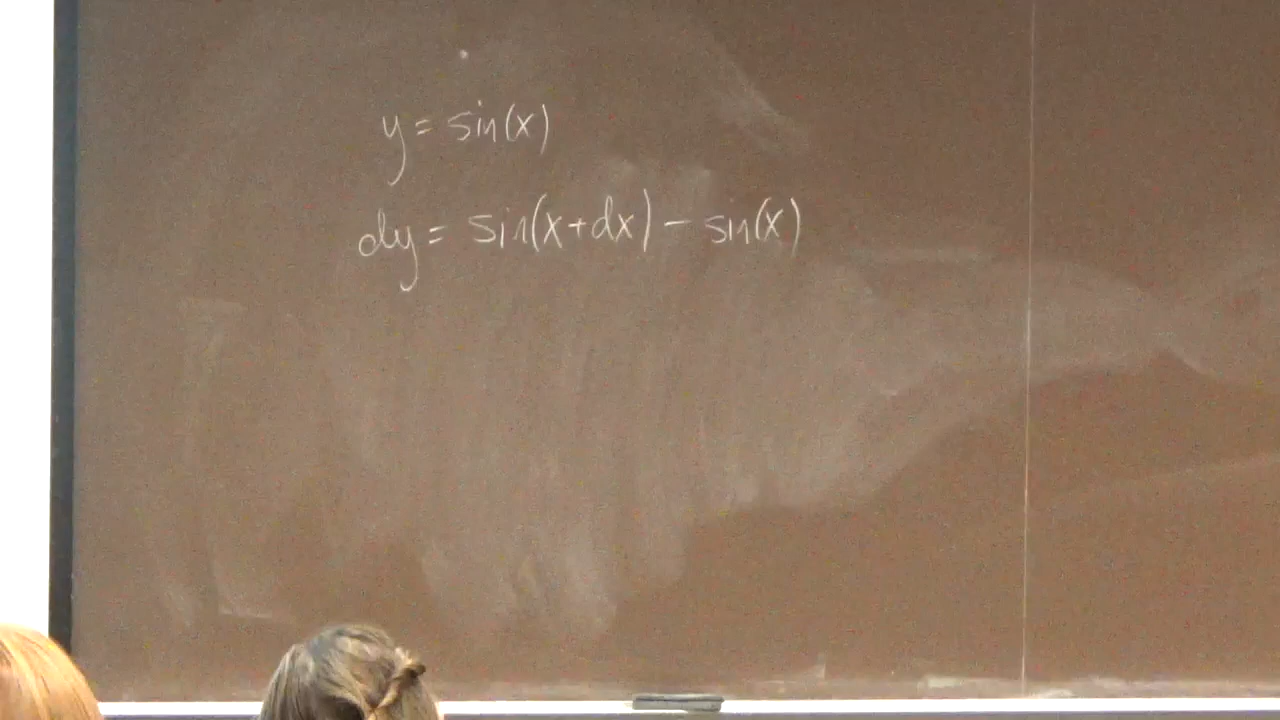 y = sin(x)
dy = sin(x+dx) - sin(x)